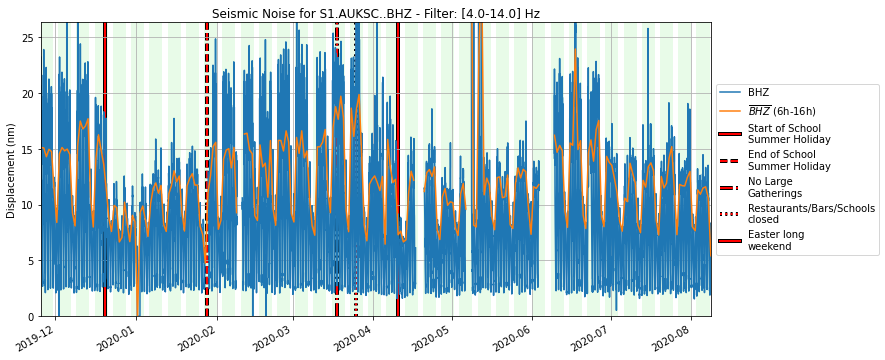 Seismic Noise for S1.AUKSC..BHZ - Filter: [4.0-14.0] Hz
Displacement (nm)
25
20
15
10
5
0
2019-12
2020-01
2020-02
2020-03
2020-04
2020-05
2020-06
2020-07
2020-08
BHZ
BHZ (6h-16h)
Start of School
Summer Holiday
End of School
Summer Holiday
No Large
Gatherings
Restaurants/Bars/Schools
closed
Easter long
weekend